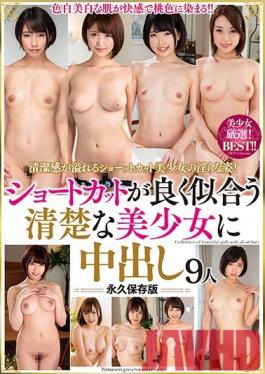 色白美白な肌が快感で桃色に染まる!!
美少女
厳選!
BEST!!
清潔感が溢れるショートカット美少女の淫らな姿!
ショートカットが良く似合う
清楚な美少女に
中出し9人
Collection of beautiful girls with short hair
永久保存版
Permanent preservation version